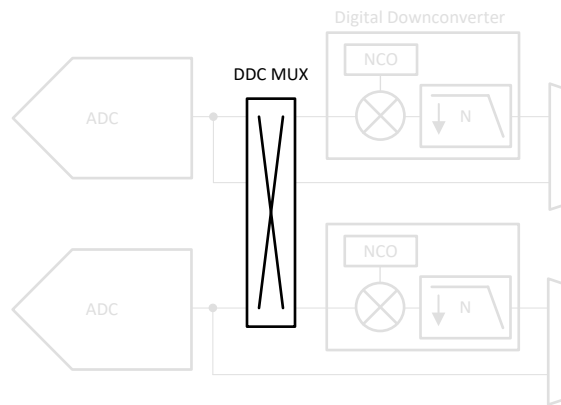 Digital Downconverter
NCO
DDC MUX
ADC
N
NCO
ADC
N